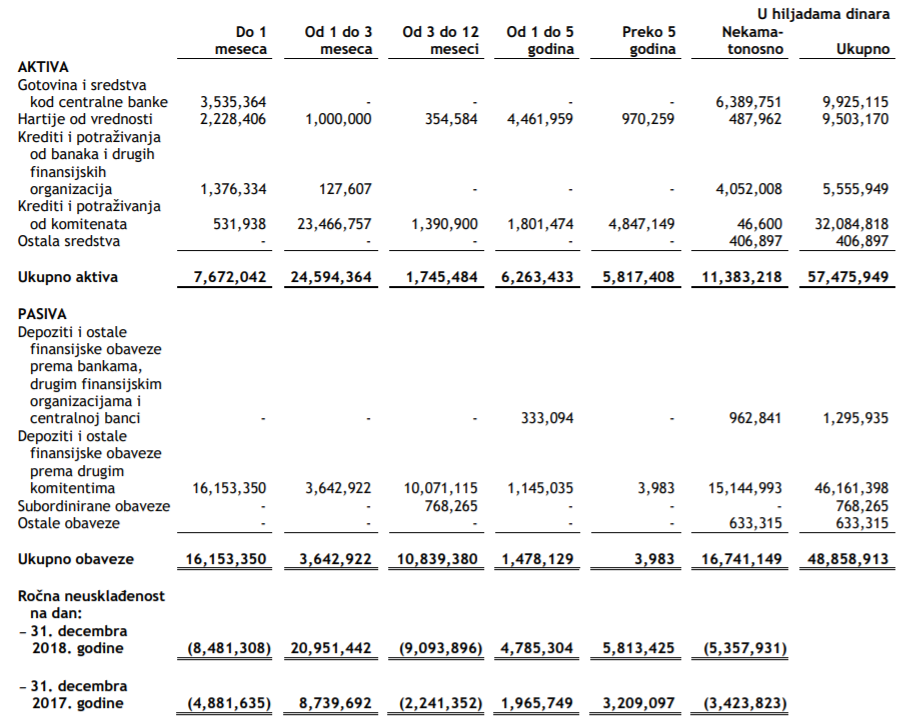 U hiljadama dinara
Do 1 Od 1 do 3 Od 3 do 12 Od 1 do 5 Preko 5 Nekama-
meseca meseca meseci godina godina tonosno Ukupno
AKTIVA
Gotovina i sredstva
kod centralne banke 3,535,364 - - - - 6,389,751 9,925,115
Hartije od vrednosti 2,228,406 1,000,000 354,584 4,461,959 970,259 487,962 9,503,170
Krediti i potraživanja
od banaka i drugih
finansijskih
organizacija 1,376,334 127,607 - - - 4,052,008 5,555,949
Krediti i potraživanja
od komitenata 531,938 23,466,757 1,390,900 1,801,474 4,847,149 46,600 32,084,818
Ostala sredstva - - - - - 406,897 406,897
Ukupno aktiva 7,672,042 24,594,364 1,745,484 6,263,433 5,817,408 11,383,218 57,475,949
PASIVA
Depoziti i ostale
finansijske obaveze
prema bankama,
drugim finansijskim
organizacijama i
centralnoj banci - - - 333,094 - 962,841 1,295,935
Depoziti i ostale
finansijske obaveze
prema drugim
komitentima 16,153,350 3,642,922 10,071,115 1,145,035 3,983 15,144,993 46,161,398
Subordinirane obaveze - - 768,265 - - - 768,265
Ostale obaveze - - - - - 633,315 633,315
Ukupno obaveze 16,153,350 3,642,922 10,839,380 1,478,129 3,983 16,741,149 48,858,913
Ročna neusklađenost
na dan:
– 31. decembra
2018. godine (8,481,308) 20,951,442 (9,093,896) 4,785,304 5,813,425 (5,357,931)
– 31. decembra
2017. godine (4,881,635) 8,739,692 (2,241,352) 1,965,749 3,209,097 (3,423,823)